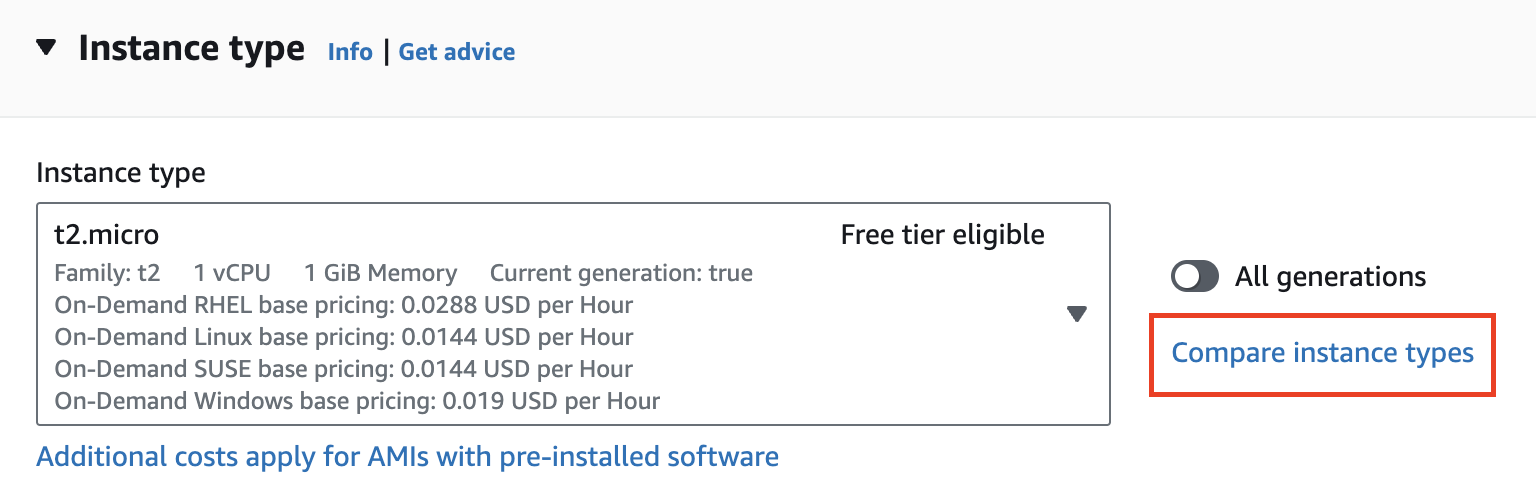 Instance type Info | Get advice
Instance type
t2.micro Free tier eligible
Family: t2 1 vCPU 1 GiB Memory Current generation: true
On-Demand RHEL base pricing: 0.0288 USD per Hour
On-Demand Linux base pricing: 0.0144 USD per Hour
On-Demand SUSE base pricing: 0.0144 USD per Hour
On-Demand Windows base pricing: 0.019 USD per Hour
All generations
Compare instance types
Additional costs apply for AMIs with pre-installed software